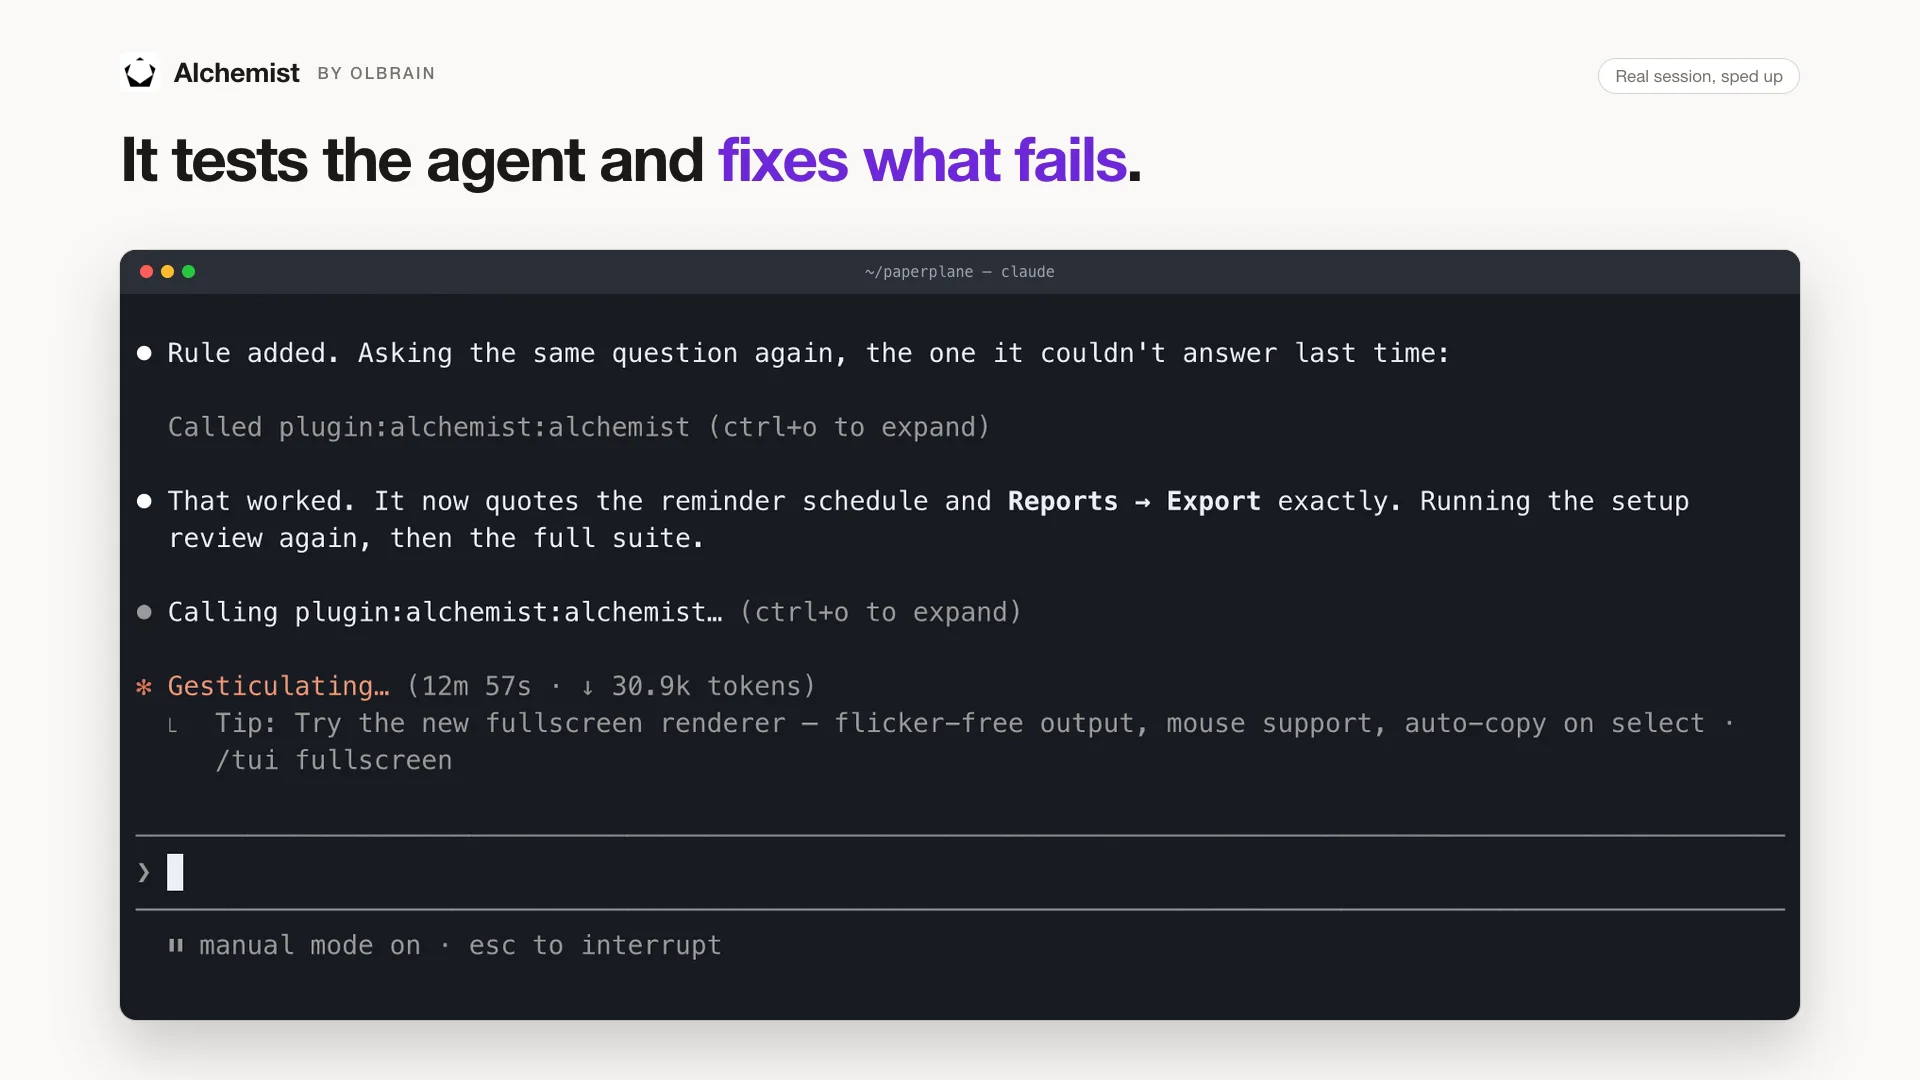 Alchemist BY OLBRAIN
Real session, sped up
It tests the agent and fixes what fails.
~/paperplane — claude
● Rule added. Asking the same question again, the one it couldn't answer last time:
Called plugin:alchemist:alchemist (ctrl+o to expand)
● That worked. It now quotes the reminder schedule and Reports → Export exactly. Running the setup
review again, then the full suite.
● Calling plugin:alchemist:alchemist… (ctrl+o to expand)
✻ Gesticulating… (12m 57s · ↓ 30.9k tokens)
⎿ Tip: Try the new fullscreen renderer — flicker-free output, mouse support, auto-copy on select ·
/tui fullscreen
❯
⏸ manual mode on · esc to interrupt